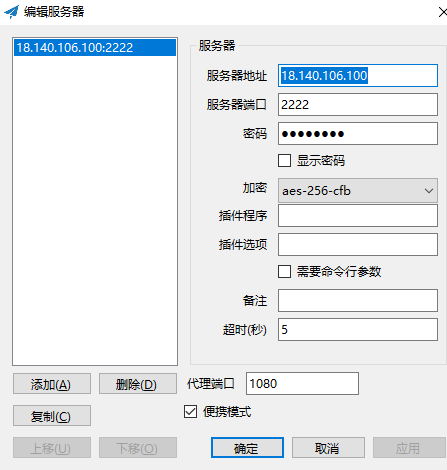 编辑服务器
18.140.106.100:2222
服务器
服务器地址 18.140.106.100
服务器端口 2222
密码 ●●●●●●●●
显示密码
加密 aes-256-cfb
插件程序
插件选项
需要命令行参数
备注
超时(秒) 5
添加(A) 删除(D) 代理端口 1080
复制(C) 便携模式
上移(U) 下移(O) 确定 取消 应用